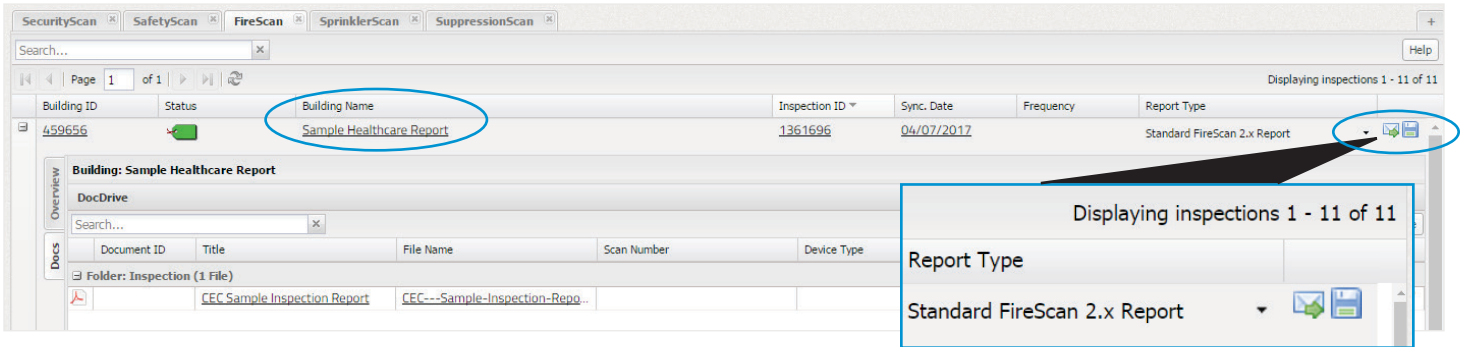 SecurityScan SafetyScan FireScan SprinklerScan SuppressionScan +
Search... Help
Page 1 of 1 Displaying inspections 1 - 11 of 11
Building ID Status Building Name Inspection ID Sync. Date Frequency Report Type
459656 Sample Healthcare Report 1361696 04/07/2017 Standard FireScan 2.x Report
Overview
Docs
Building: Sample Healthcare Report
DocDrive
Search...
Document ID Title File Name Scan Number Device Type
Folder: Inspection (1 File)
CEC Sample Inspection Report CEC---Sample-Inspection-Repo...
Displaying inspections 1 - 11 of 11
Report Type
Standard FireScan 2.x Report